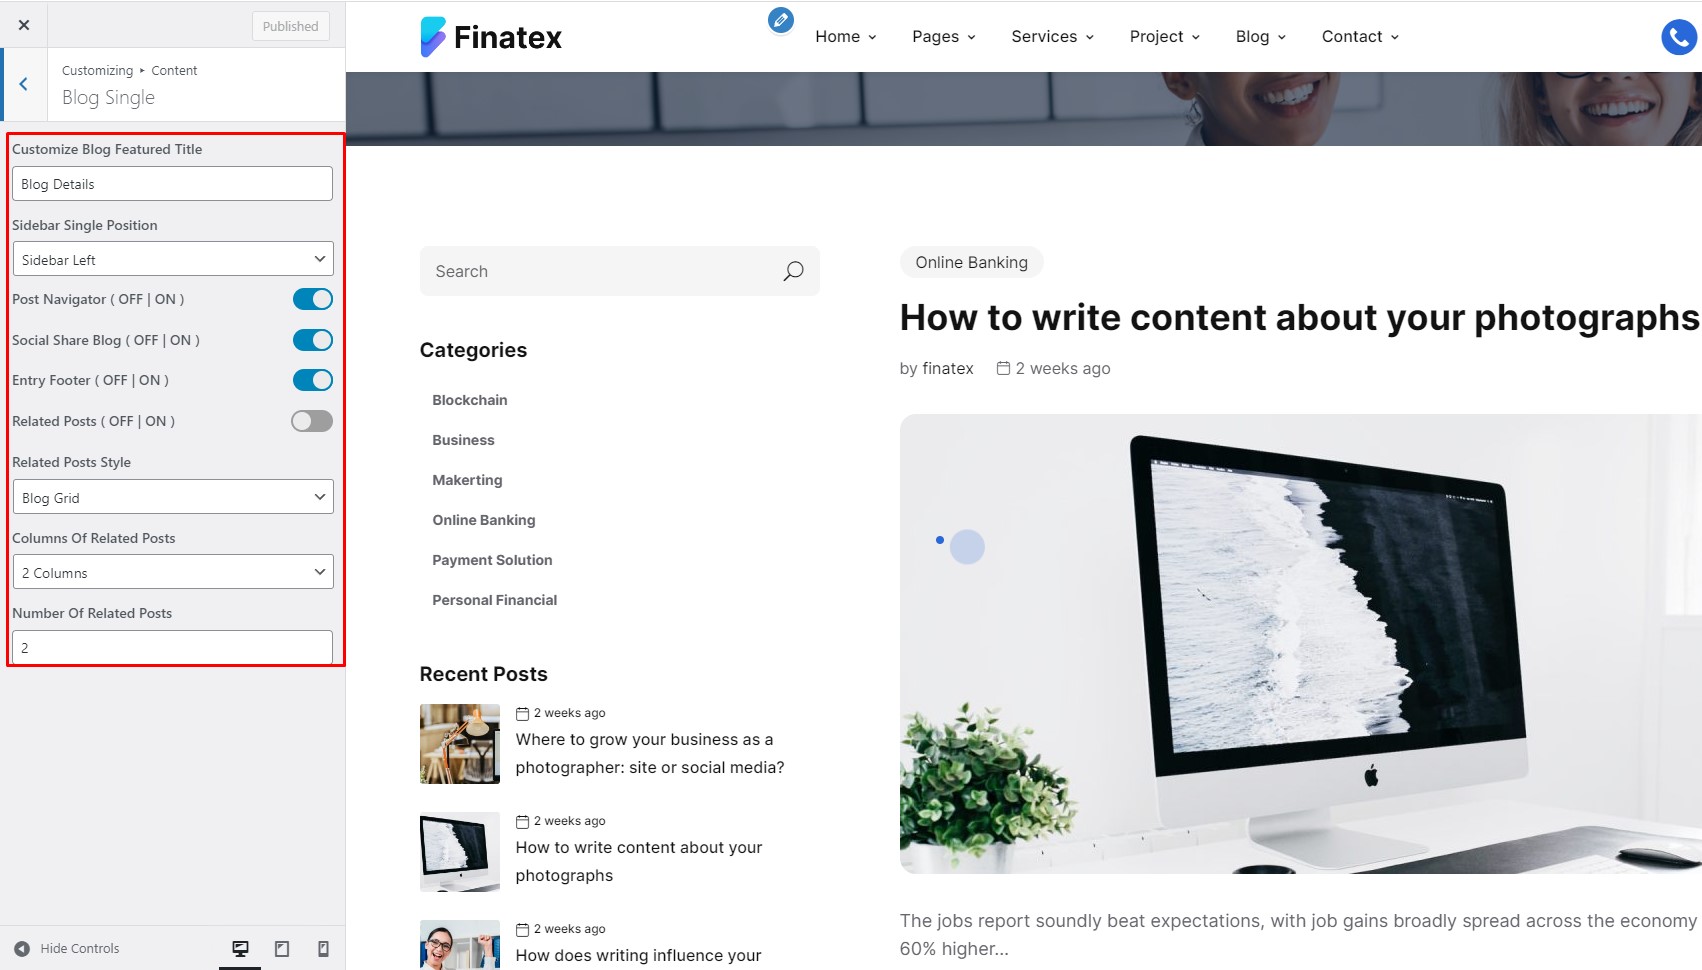 Published
Customizing ▸ Content
Blog Single
Customize Blog Featured Title
Blog Details
Sidebar Single Position
Sidebar Left
Post Navigator ( OFF | ON )
Social Share Blog ( OFF | ON )
Entry Footer ( OFF | ON )
Related Posts ( OFF | ON )
Related Posts Style
Blog Grid
Columns Of Related Posts
2 Columns
Number Of Related Posts
2
Hide Controls
Finatex
Home Pages Services Project Blog Contact
Search
Categories
Blockchain
Business
Makerting
Online Banking
Payment Solution
Personal Financial
Recent Posts
2 weeks ago
Where to grow your business as a
photographer: site or social media?
2 weeks ago
How to write content about your
photographs
2 weeks ago
How does writing influence your
Online Banking
How to write content about your photographs
by finatex 2 weeks ago
The jobs report soundly beat expectations, with job gains broadly spread across the economy
60% higher...